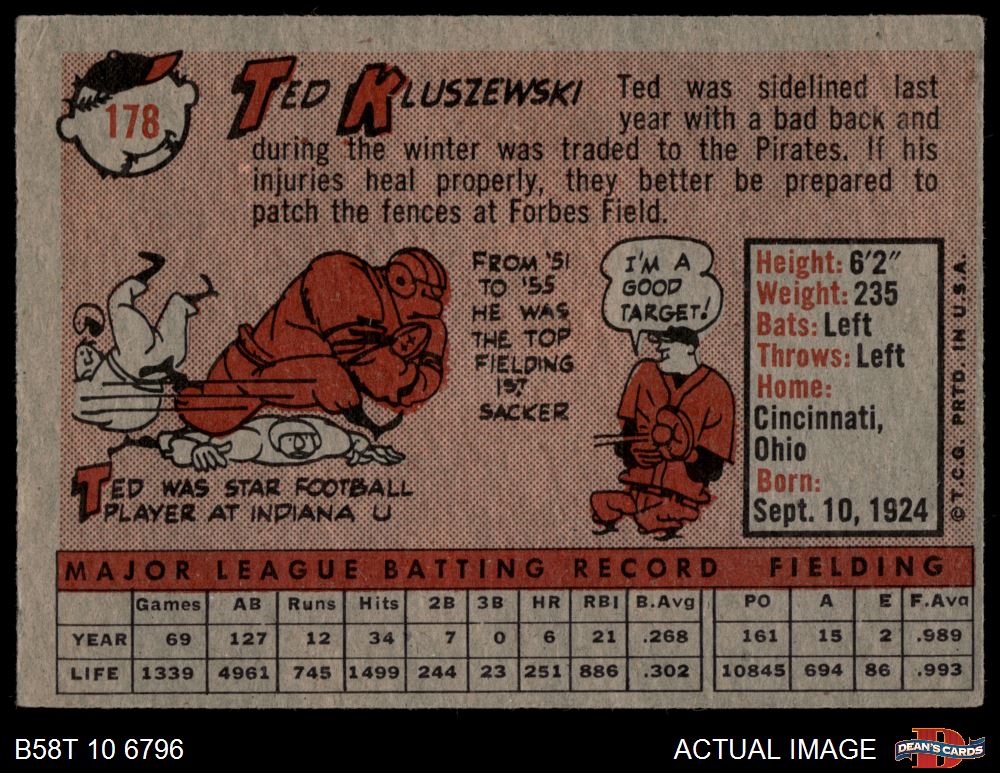 178
TED KLUSZEWSKI
Ted was sidelined last
year with a bad back and
during the winter was traded to the Pirates. If his
injuries heal properly, they better be prepared to
patch the fences at Forbes Field.
FROM '51
TO '55
HE WAS
THE TOP
FIELDING
1ST
SACKER
I'M A
GOOD
TARGET!
TED WAS STAR FOOTBALL
PLAYER AT INDIANA U
Height: 6'2"
Weight: 235
Bats: Left
Throws: Left
Home:
Cincinnati,
Ohio
Born:
Sept. 10, 1924
© T.C.G. PRTD. IN U.S.A.
MAJOR LEAGUE BATTING RECORD FIELDING
Games AB Runs Hits 2B 3B HR RBI B.Avg PO A E F.Avg
YEAR 69 127 12 34 7 0 6 21 .268 161 15 2 .989
LIFE 1339 4961 745 1499 244 23 251 886 .302 10845 694 86 .993
B58T 10 6796
ACTUAL IMAGE
D
DEAN'S CARDS